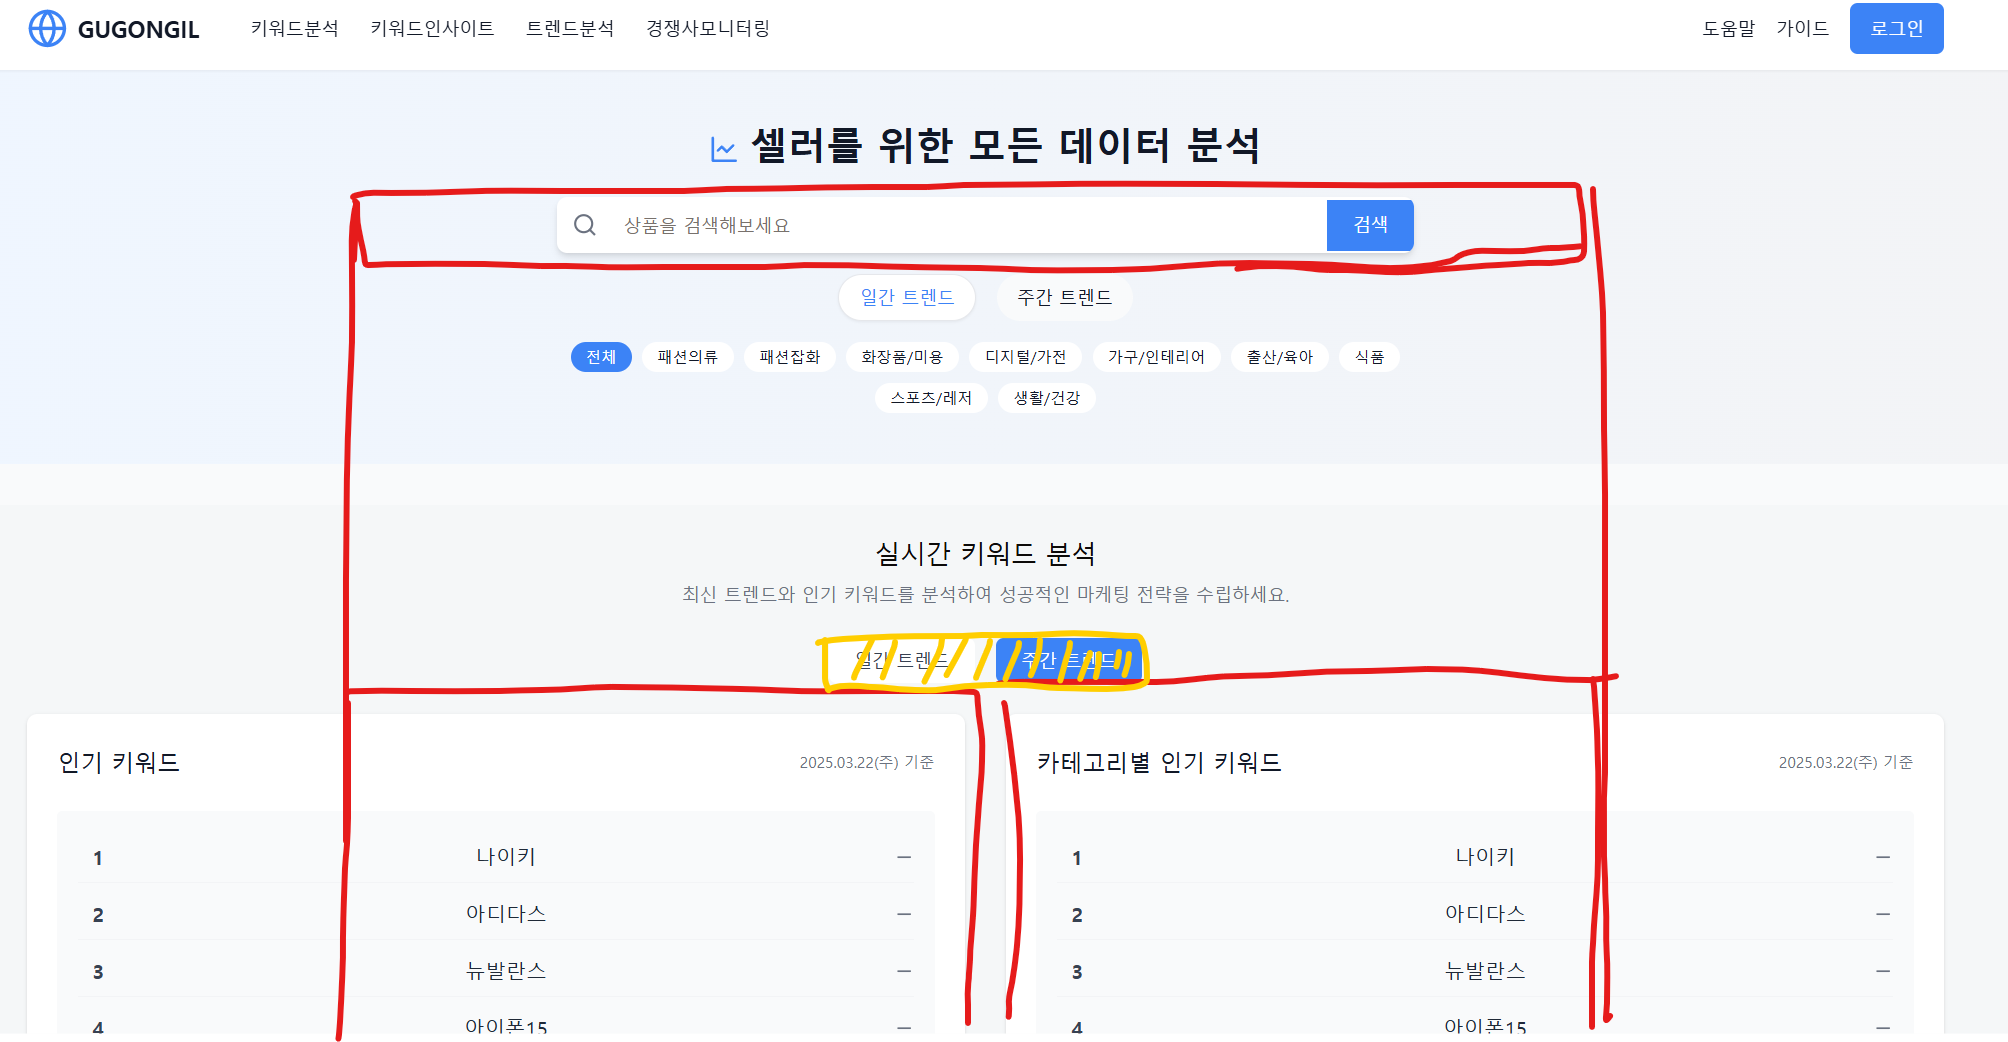 GUGONGIL 키워드분석 키워드인사이트 트렌드분석 경쟁사모니터링 도움말 가이드 로그인
셀러를 위한 모든 데이터 분석
상품을 검색해보세요 검색
일간 트렌드 주간 트렌드
전체 패션의류 패션잡화 화장품/미용 디지털/가전 가구/인테리어 출산/육아 식품
스포츠/레저 생활/건강
실시간 키워드 분석
최신 트렌드와 인기 키워드를 분석하여 성공적인 마케팅 전략을 수립하세요.
일간 트렌드 주간 트렌드
인기 키워드 2025.03.22(주) 기준
1 나이키 –
2 아디다스 –
3 뉴발란스 –
4 아이폰15 –
카테고리별 인기 키워드 2025.03.22(주) 기준
1 나이키 –
2 아디다스 –
3 뉴발란스 –
4 아이폰15 –